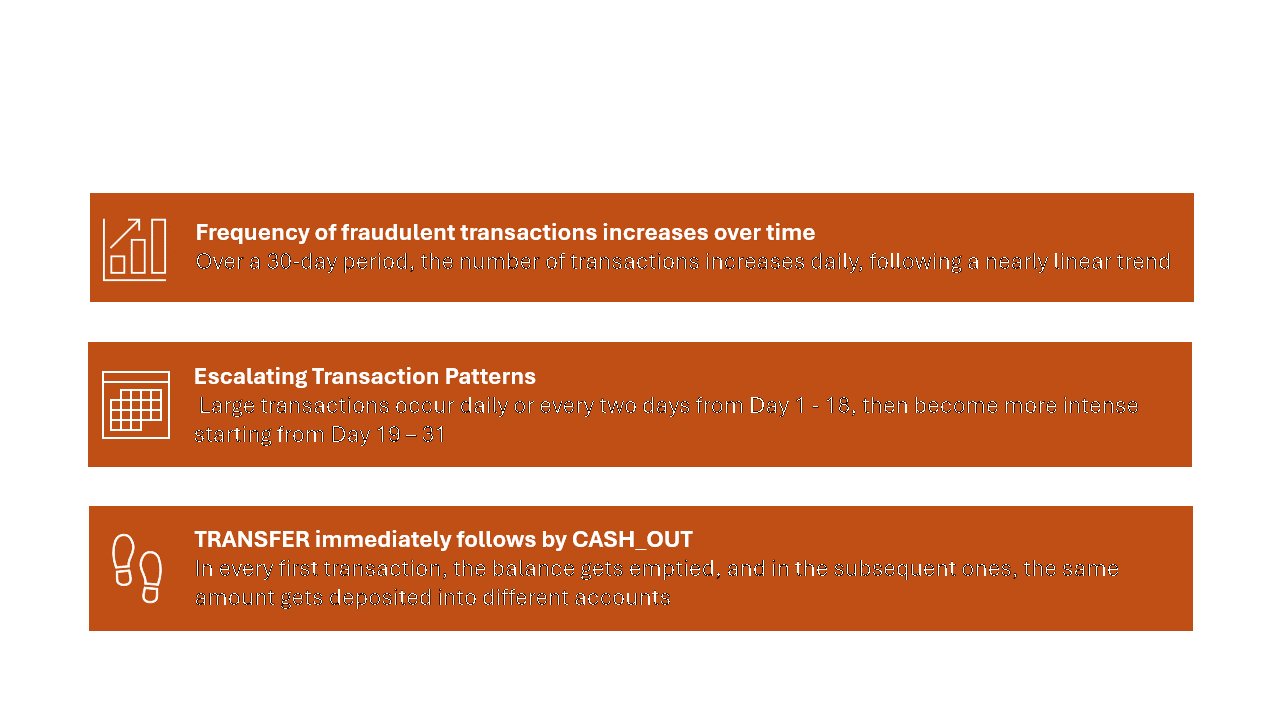 Frequency of fraudulent transactions increases over time
Over a 30-day period, the number of transactions increases daily, following a nearly linear trend
Escalating Transaction Patterns
Large transactions occur daily or every two days from Day 1 - 18, then become more intense
starting from Day 19 – 31
TRANSFER immediately follows by CASH_OUT
In every first transaction, the balance gets emptied, and in the subsequent ones, the same
amount gets deposited into different accounts